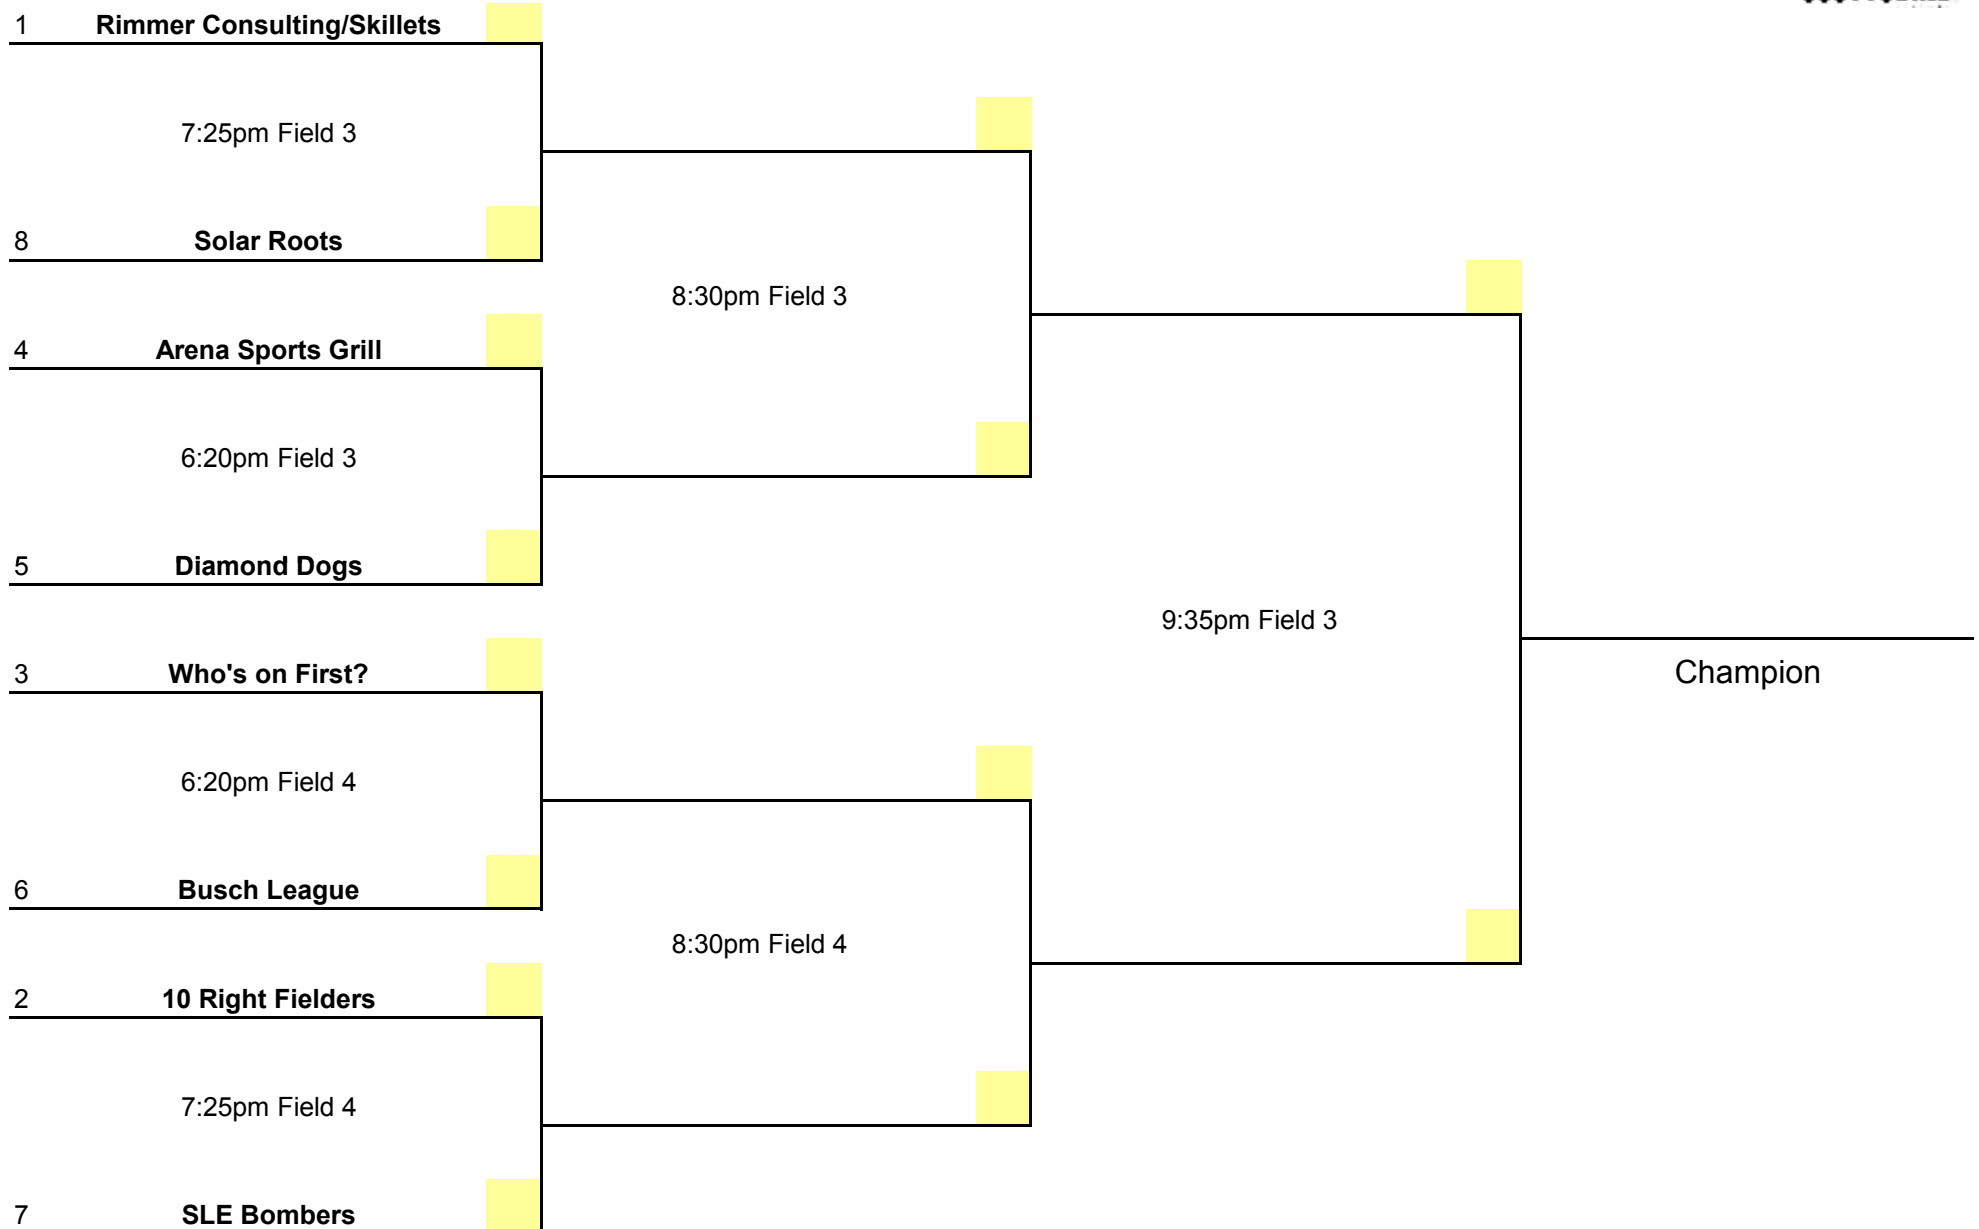 1 Rimmer Consulting/Skillets
7:25pm Field 3
8 Solar Roots
8:30pm Field 3
4 Arena Sports Grill
6:20pm Field 3
5 Diamond Dogs
9:35pm Field 3
3 Who's on First?
Champion
6:20pm Field 4
6 Busch League
8:30pm Field 4
2 10 Right Fielders
7:25pm Field 4
7 SLE Bombers